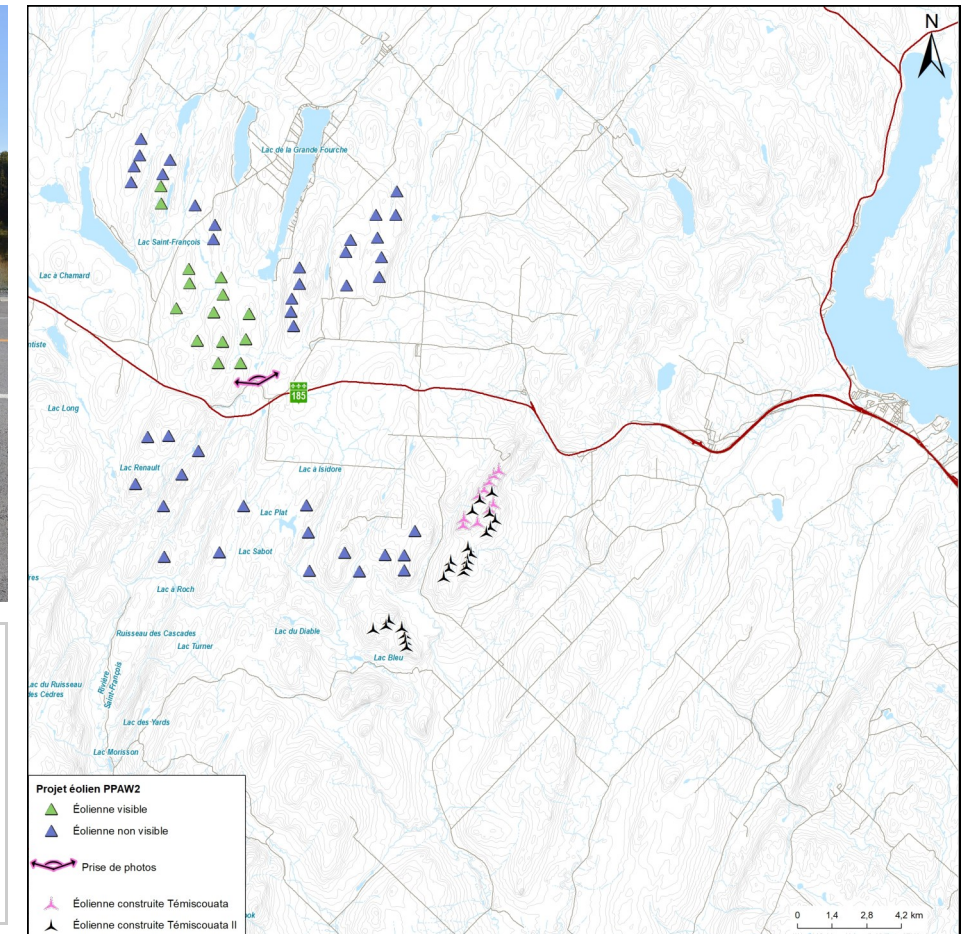 N
Lac de la Grande Fourche
Lac Saint-François
Lac à Chamard
185
Lac Long
Lac Renault
Lac à Isidore
Lac Plat
Lac Sabot
Lac à Roch
Ruisseau des Cascades
Lac du Diable
Lac Turner
Lac Bleu
Rivière
Saint-François
Lac du Ruisseau
des Cèdres
Lac des Yards
Lac Morisson
Projet éolien PPAW2
Éolienne visible
Éolienne non visible
Prise de photos
Éolienne construite Témiscouata
Éolienne construite Témiscouata II
0 1,4 2,8 4,2 km